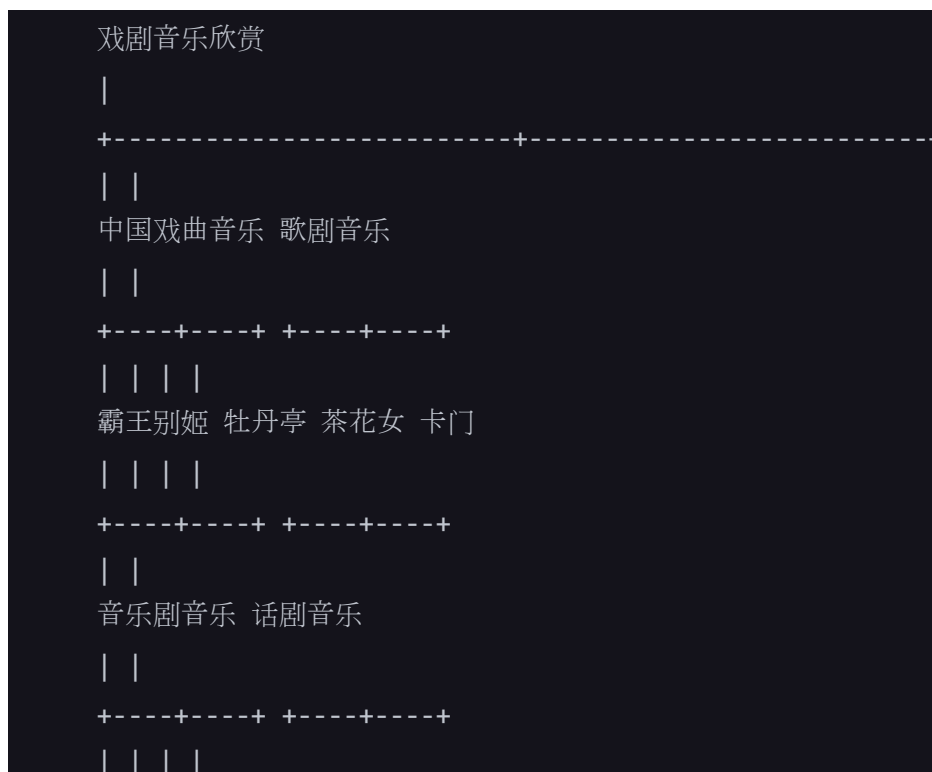 戏剧音乐欣赏
|
+--------------------------+--------------------------+
| |
中国戏曲音乐 歌剧音乐
| |
+----+----+ +----+----+
| | | |
霸王别姬 牡丹亭 茶花女 卡门
| | | |
+----+----+ +----+----+
| |
音乐剧音乐 话剧音乐
| |
+----+----+ +----+----+
| | | |